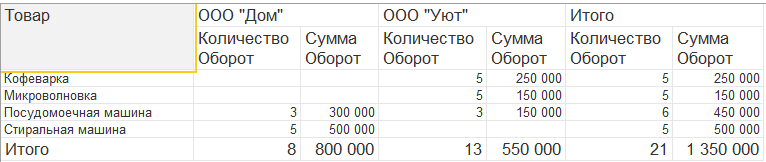 Товар ООО "Дом" ООО "Уют" Итого
Количество Сумма Количество Сумма Количество Сумма
Оборот Оборот Оборот Оборот Оборот Оборот
Кофеварка 5 250 000 5 250 000
Микроволновка 5 150 000 5 150 000
Посудомоечная машина 3 300 000 3 150 000 6 450 000
Стиральная машина 5 500 000 5 500 000
Итого 8 800 000 13 550 000 21 1 350 000